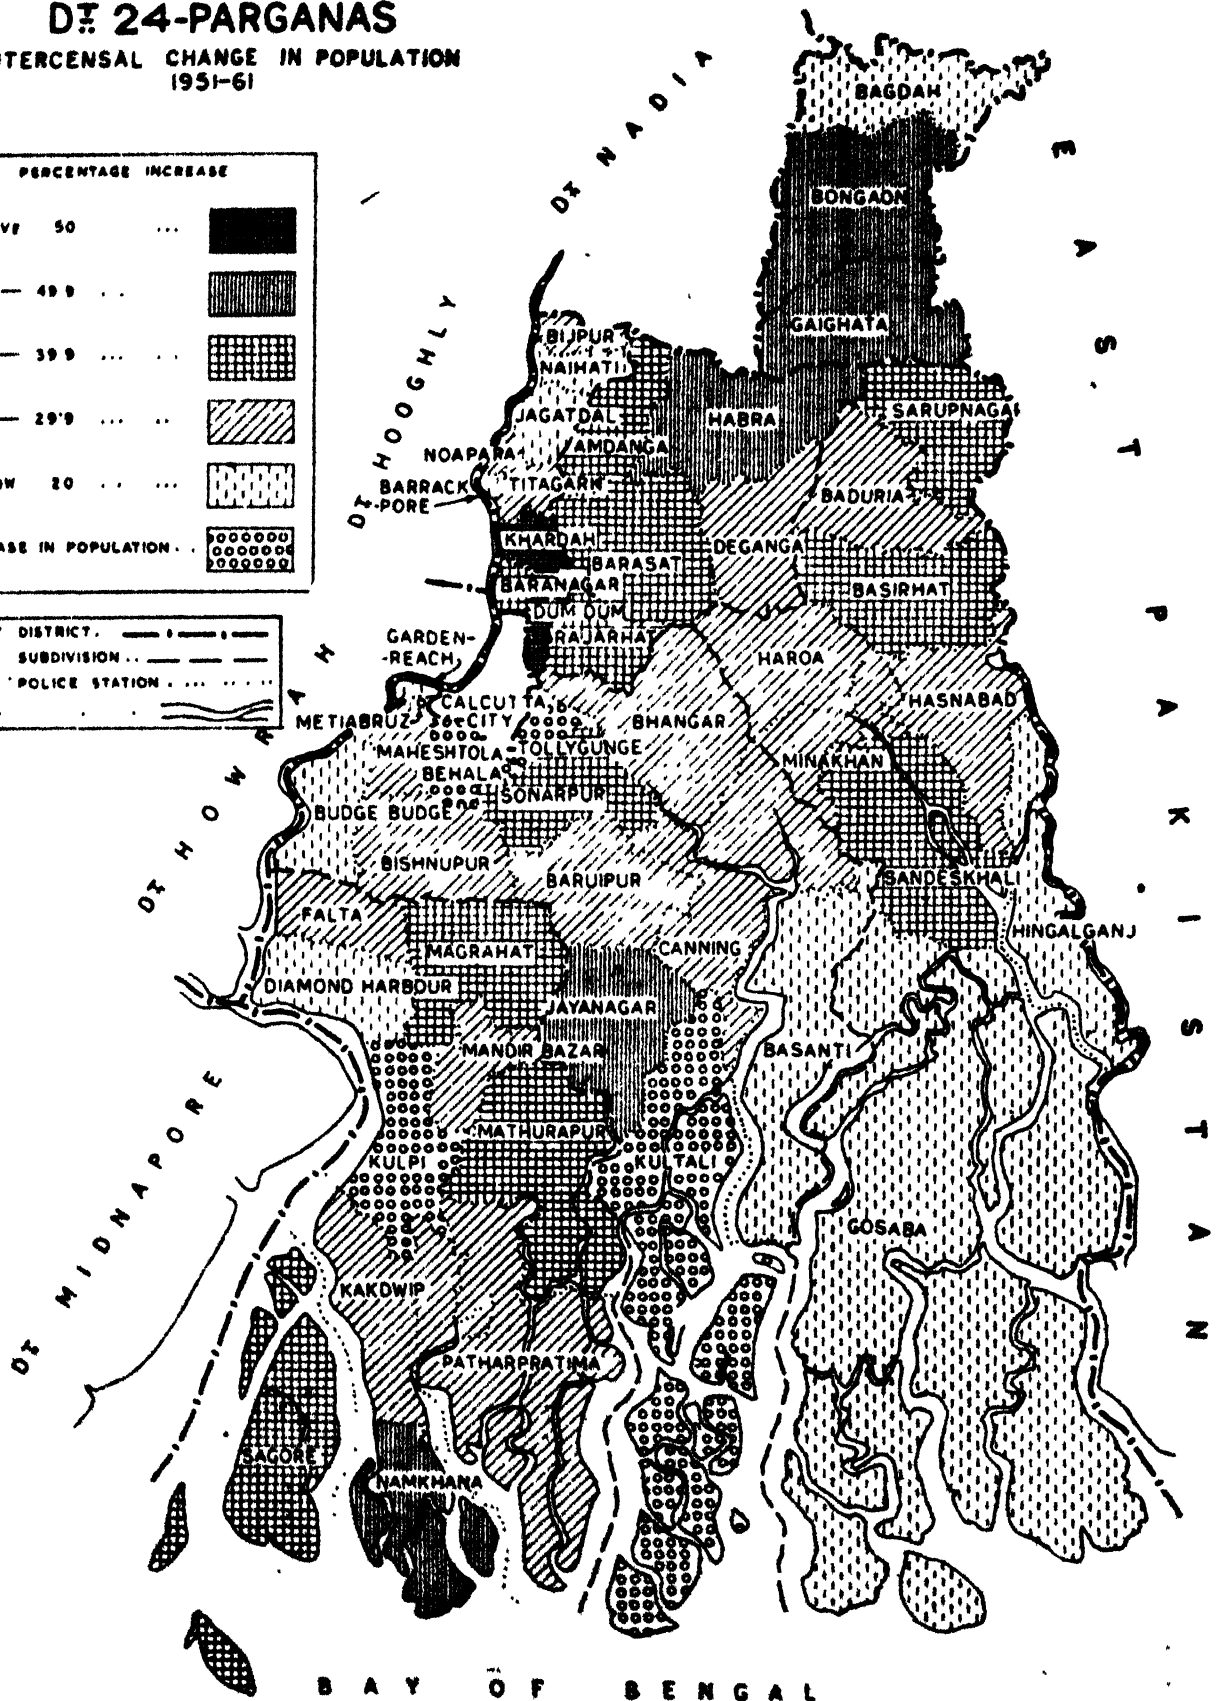 DT. 24-PARGANAS
TERCENSAL CHANGE IN POPULATION
1951-61
PERCENTAGE INCREASE
VE 50 ...
— 49.9 ..
— 39.9 ... ..
— 29.9 ... ..
OW 20 .. ...
ASE IN POPULATION..
DISTRICT.
SUBDIVISION..
POLICE STATION. ...
DT NADIA
DT HOOGHLY
DT HOWRAH
DT MIDNAPORE
EAST PAKISTAN
BAGDAH
BONGAON
GAIGHATA
BIJPUR
NAIHATI
JAGATDAL
HABRA
SARUPNAGA
NOAPARA
AMDANGA
BARRACK
-PORE
TITAGARH
BADURIA
KHARDAH
DEGANGA
BARASAT
BARANAGAR
BASIRHAT
DUM DUM
RAJARHAT
GARDEN-
-REACH
HAROA
HASNABAD
CALCUTTA
CITY
METIABRUZ
BHANGAR
MAHESHTOLA
TOLLYGUNGE
MINAKHAN
BEHALA
SONARPUR
BUDGE BUDGE
BISHNUPUR
BARUIPUR
SANDESKHALI
FALTA
HINGALGANJ
MAGRAHAT
CANNING
DIAMOND HARBOUR
JAYANAGAR
MANDIR BAZAR
BASANTI
MATHURAPUR
KULPI
KULTALI
GOSABA
KAKDWIP
PATHARPRATIMA
SAGORE
NAMKHANA
BAY OF BENGAL